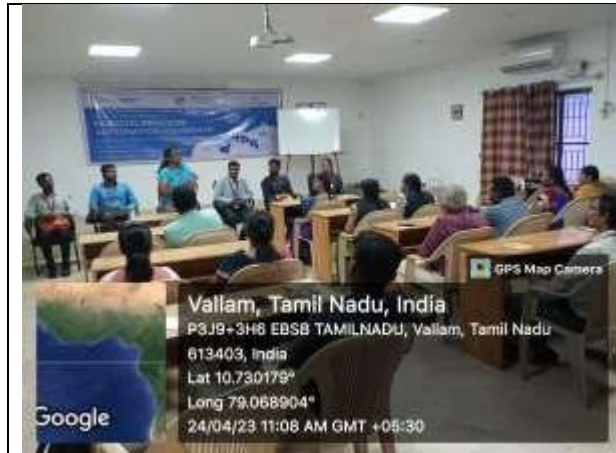 GPS Map Camera
Vallam, Tamil Nadu, India
P3J9+3H6 EBSB TAMILNADU, Vallam, Tamil Nadu
613403, India
Lat 10.730179°
Long 79.068904°
24/04/23 11:08 AM GMT +05:30
Google